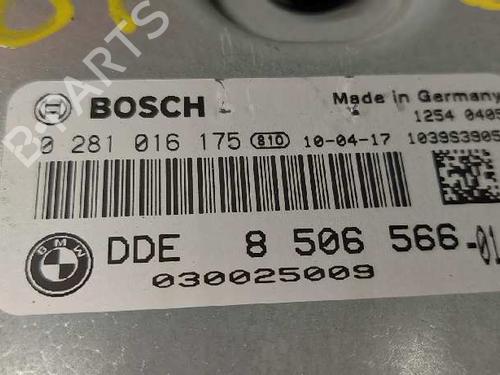 BOSCH
Made in Germany
1254 0405
0 281 016 175 810 10-04-17 1039S3905
BMW
DDE 8 506 566-01
030025009
B-PARTS